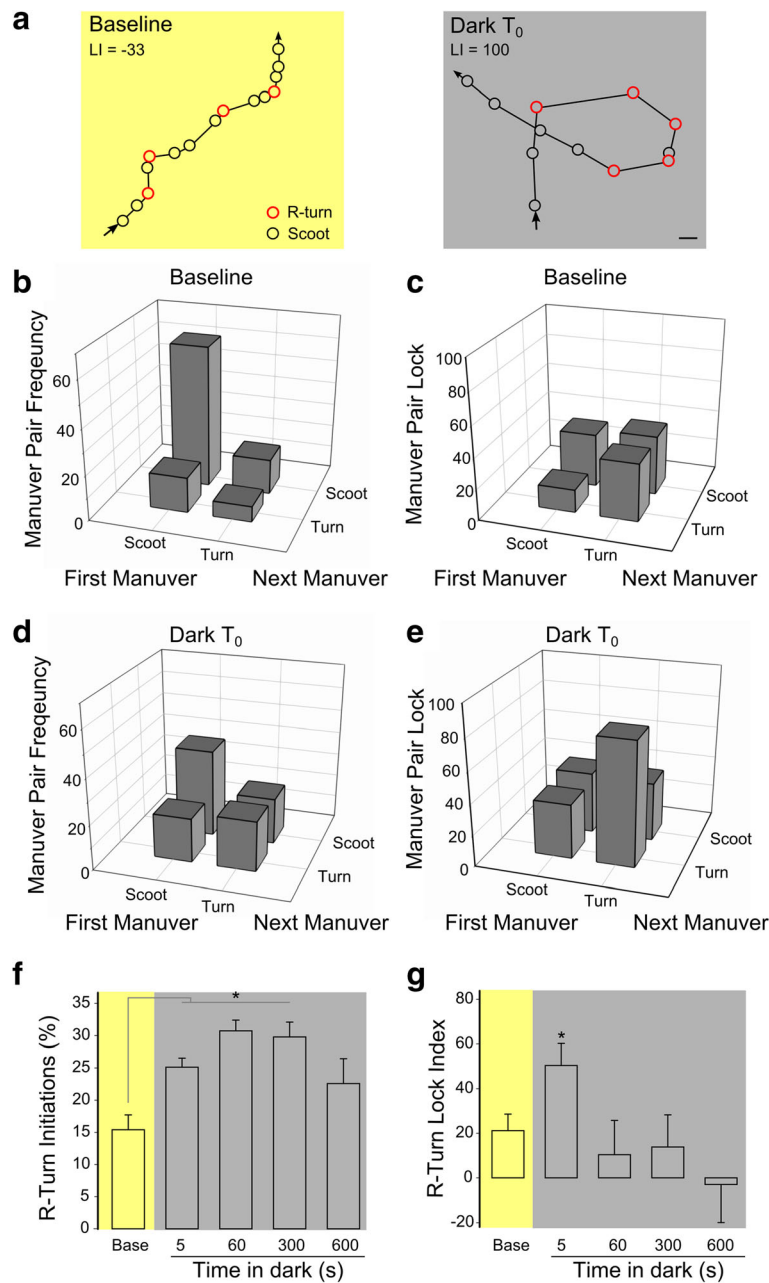 a
Baseline
LI = -33
R-turn
Scoot
Dark T0
LI = 100
b
Baseline
Manuver Pair Freqeuncy
60
40
20
0
Scoot
Turn
Scoot
Turn
First Manuver
Next Manuver
c
Baseline
Manuver Pair Lock
100
80
60
40
20
0
Scoot
Turn
Scoot
Turn
First Manuver
Next Manuver
d
Dark T0
Manuver Pair Freqeuncy
60
40
20
0
Scoot
Turn
Scoot
Turn
First Manuver
Next Manuver
e
Dark T0
Manuver Pair Lock
100
80
60
40
20
0
Scoot
Turn
Scoot
Turn
First Manuver
Next Manuver
f
R-Turn Initiations (%)
35
30
25
20
15
10
5
0
*
Base
5
60
300
600
Time in dark (s)
g
R-Turn Lock Index
80
60
40
20
0
-20
*
Base
5
60
300
600
Time in dark (s)